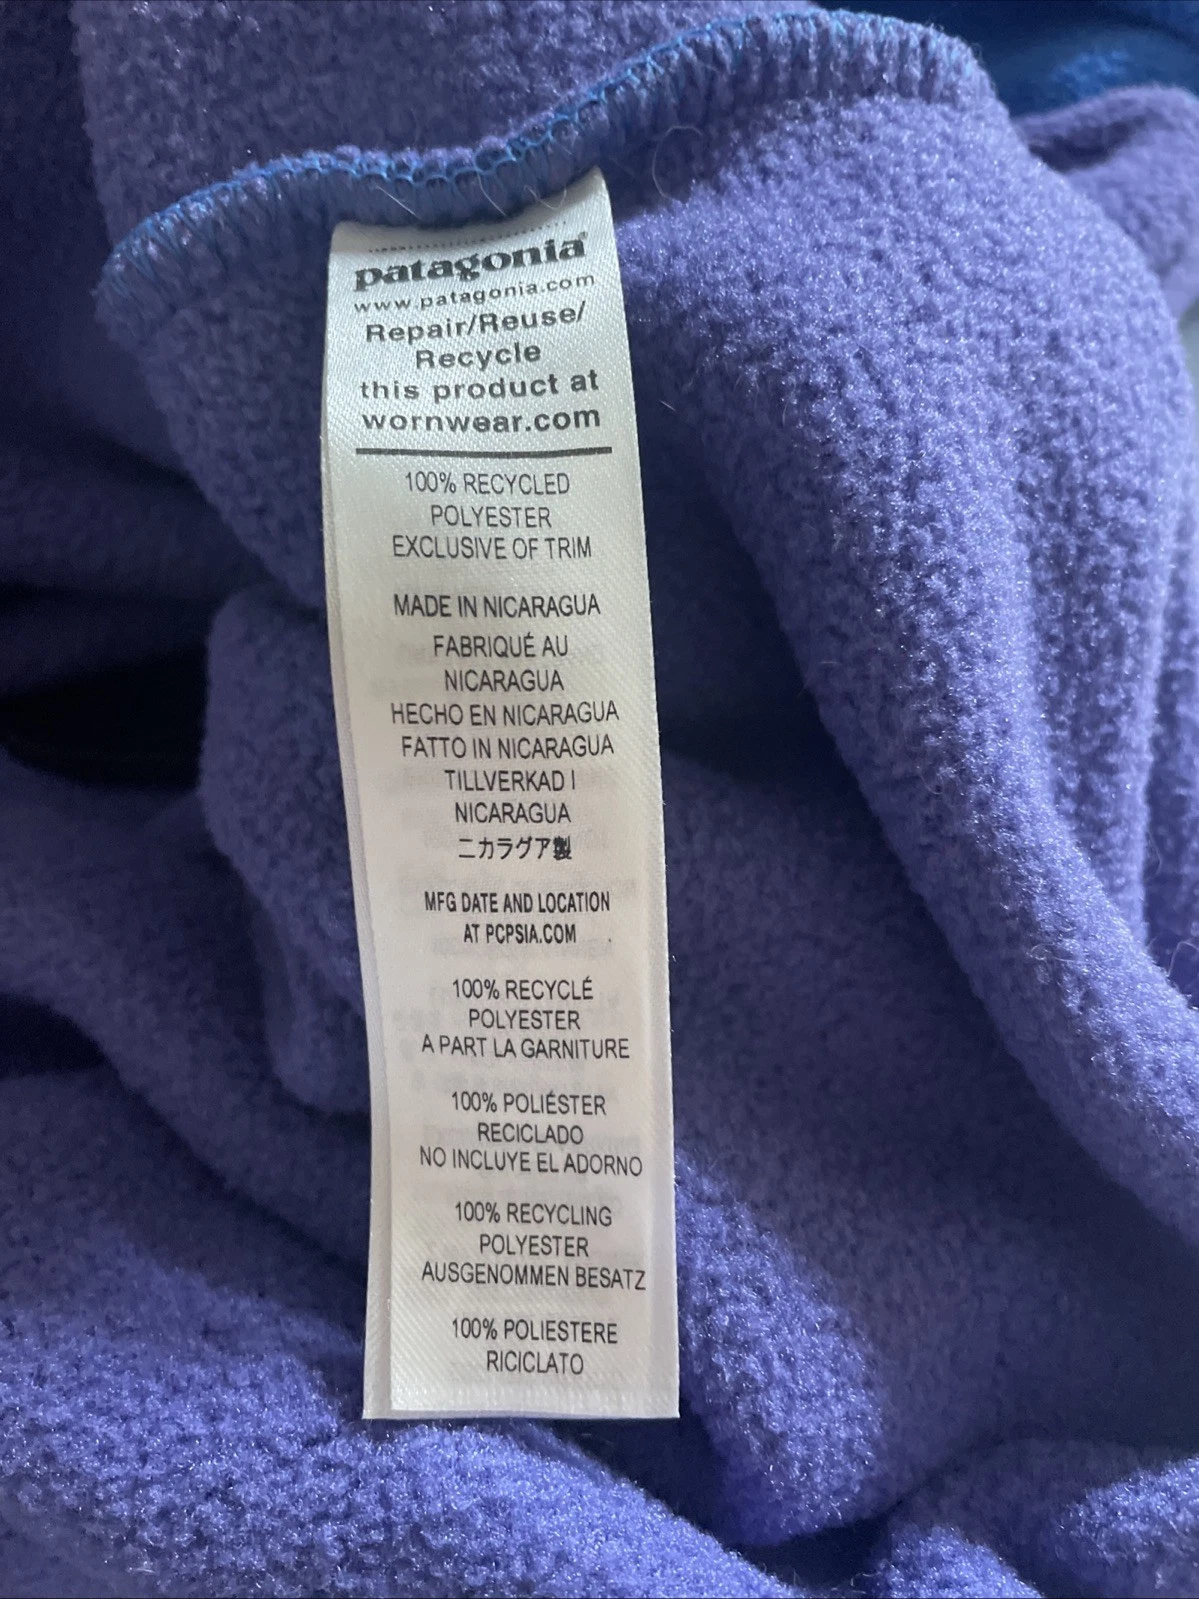 patagonia®
www.patagonia.com
Repair/Reuse/
Recycle
this product at
wornwear.com
100% RECYCLED
POLYESTER
EXCLUSIVE OF TRIM
MADE IN NICARAGUA
FABRIQUÉ AU
NICARAGUA
HECHO EN NICARAGUA
FATTO IN NICARAGUA
TILLVERKAD I
NICARAGUA
ニカラグア製
MFG DATE AND LOCATION
AT PCPSIA.COM
100% RECYCLÉ
POLYESTER
A PART LA GARNITURE
100% POLIÉSTER
RECICLADO
NO INCLUYE EL ADORNO
100% RECYCLING
POLYESTER
AUSGENOMMEN BESATZ
100% POLIESTERE
RICICLATO